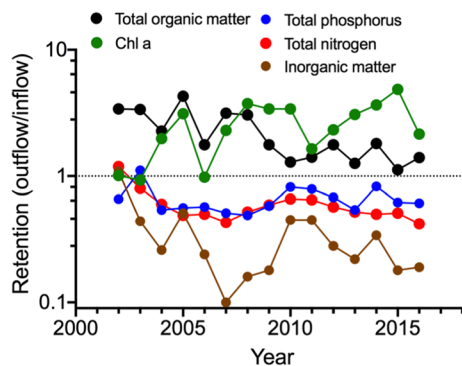 Total organic matter
Total phosphorus
Chl a
Total nitrogen
Inorganic matter
Retention (outflow/inflow)
10
1
0.1
2000
2005
2010
2015
Year